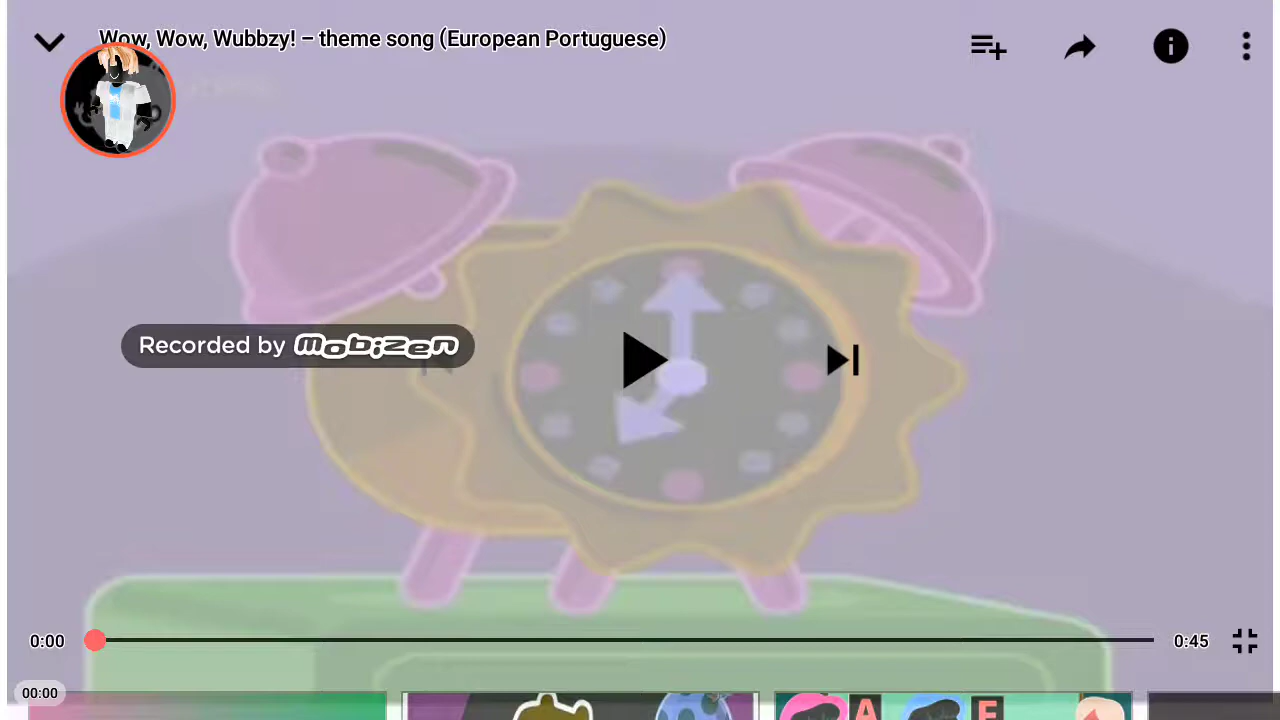 Wow, Wow, Wubbzy! – theme song (European Portuguese)
Recorded by mobizen
0:00
0:45
00:00
A
E